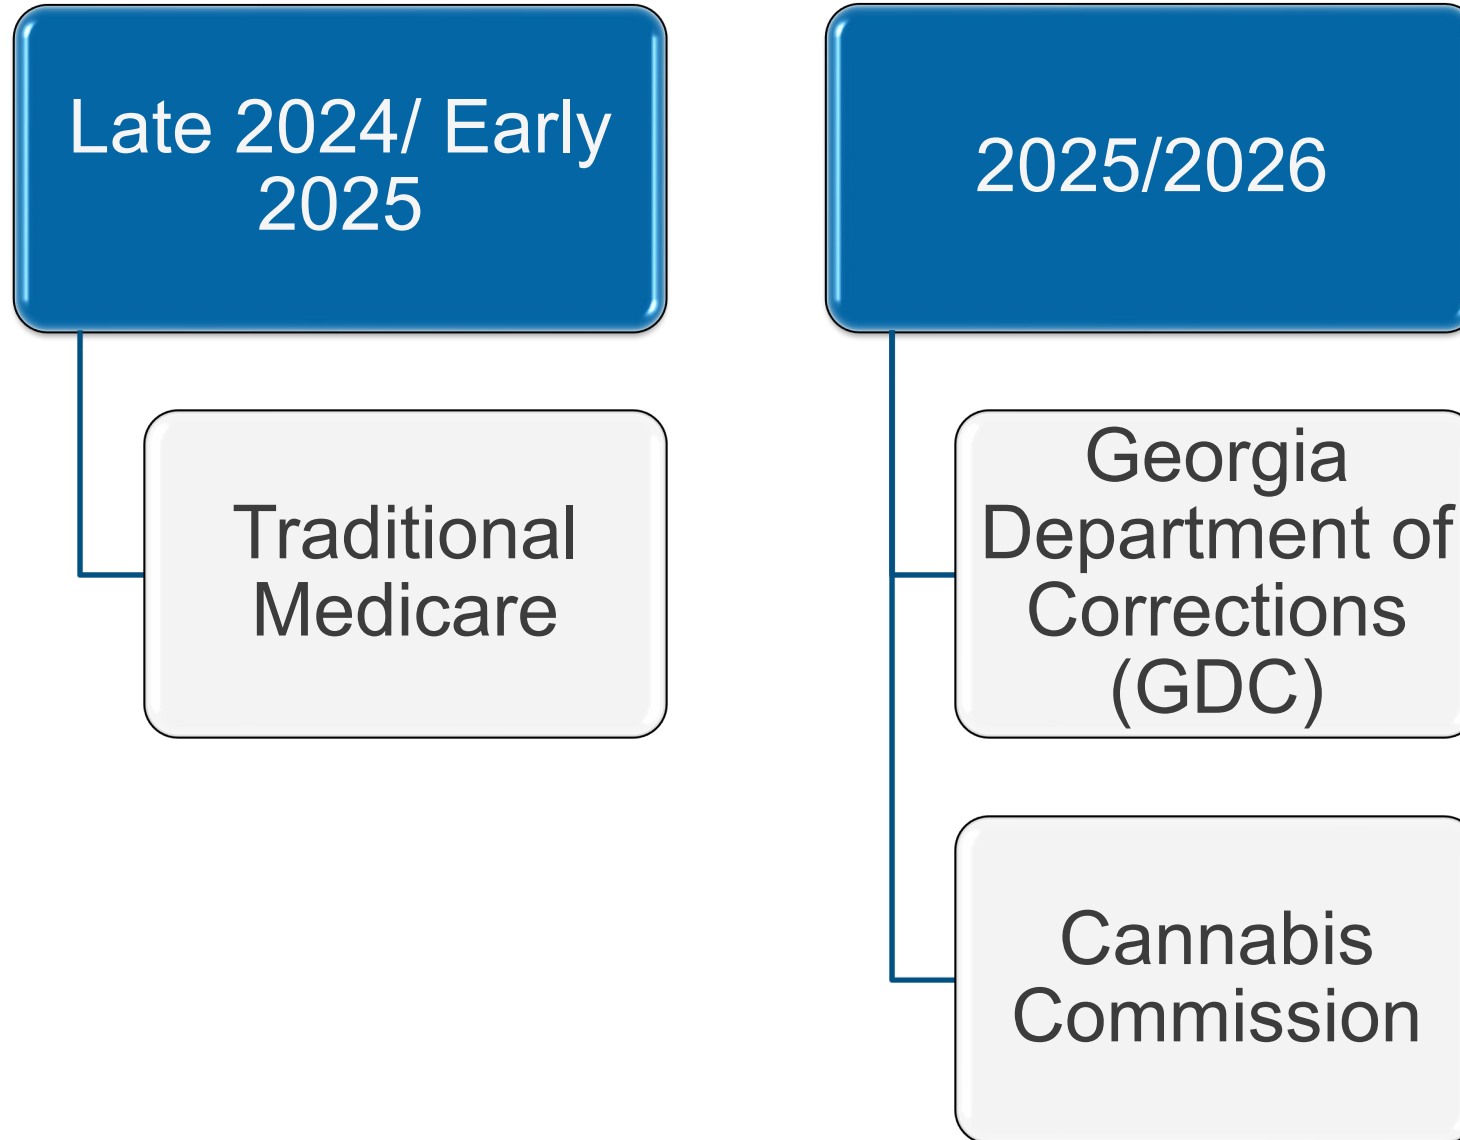 Late 2024/ Early
2025
Traditional
Medicare
2025/2026
Georgia
Department of
Corrections
(GDC)
Cannabis
Commission